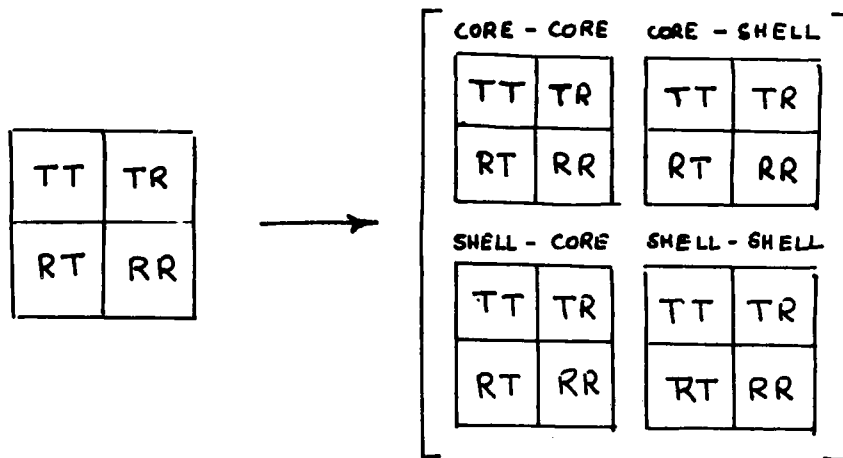 CORE - CORE CORE - SHELL
TT TR TT TR
RT RR RT RR
TT TR
RT RR
SHELL - CORE SHELL - SHELL
TT TR TT TR
RT RR RT RR